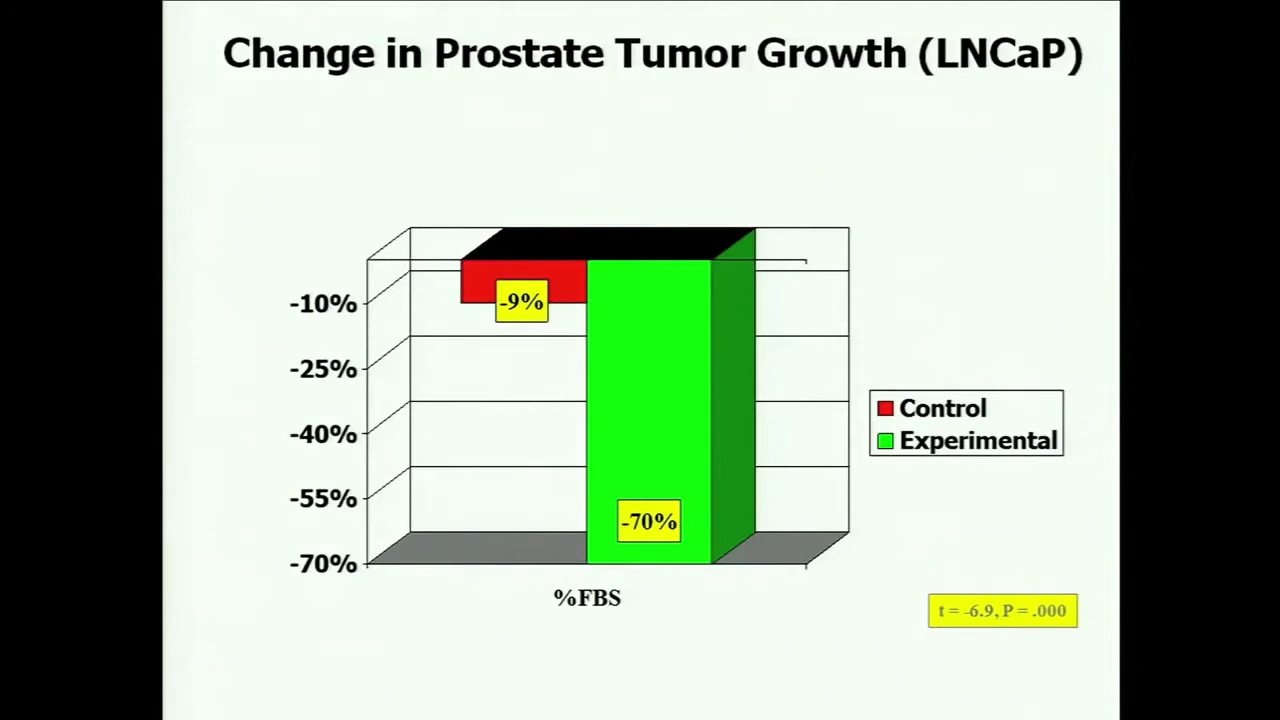 Change in Prostate Tumor Growth (LNCaP)
-10%
-25%
-40%
-55%
-70%
-9%
-70%
%FBS
Control
Experimental
t = -6.9, P = .000